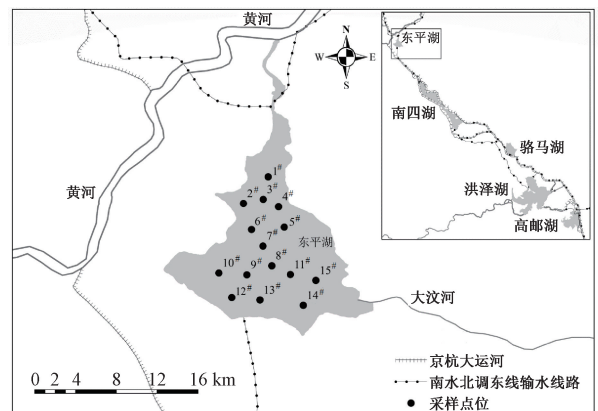 黄河
N
W E
S
东平湖
南四湖
骆马湖
洪泽湖
高邮湖
黄河
1#
2# 3# 4#
6# 5#
7# 东平湖
8#
10# 9# 11# 15#
12# 13# 14#
大汶河
京杭大运河
南水北调东线输水线路
采样点位
0 2 4 8 12 16 km